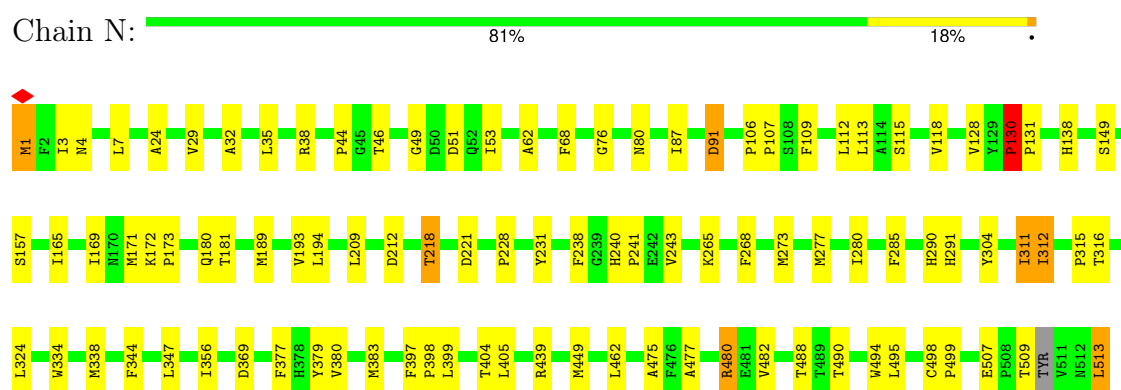 Chain N:
81% 18% •
M1 F2 I3 N4 L7 A24 V29 A32 L35 R38 P44 G45 T46 G49 D50 D51 Q52 I53 A62 F68 G76 N80 I87 D91 P106 P107 S108 F109 L112 L113 A114 S115 V118 V128 Y129 P130 P131 H138 S149
S157 I165 I169 N170 M171 K172 P173 Q180 T181 M189 V193 L194 L209 D212 T218 D221 P228 Y231 F238 G239 H240 P241 E242 V243 K265 F268 M273 M277 I280 F285 H290 H291 Y304 I311 I312 P315 T316
L324 W334 M338 F344 L347 I356 D369 F377 H378 Y379 V380 M383 F397 P398 L399 T404 L405 R439 M449 L462 A475 F476 A477 R480 E481 V482 T488 T489 T490 W494 L495 C498 P499 E507 P508 T509 TYR V511 N512 L513